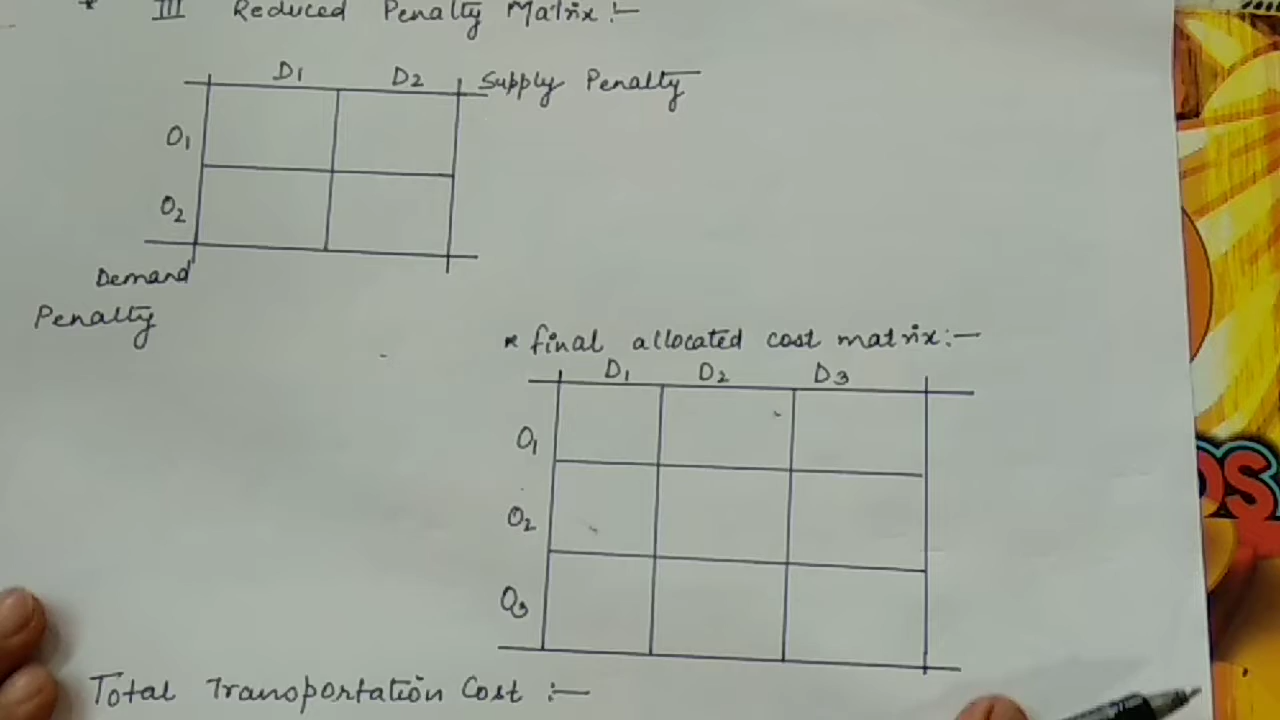 * III Reduced Penalty Matrix :-
D1 D2 Supply Penalty
O1
O2
Demand
Penalty
* final allocated cost matrix :-
D1 D2 D3
O1
O2
O3
Total Transportation Cost :-